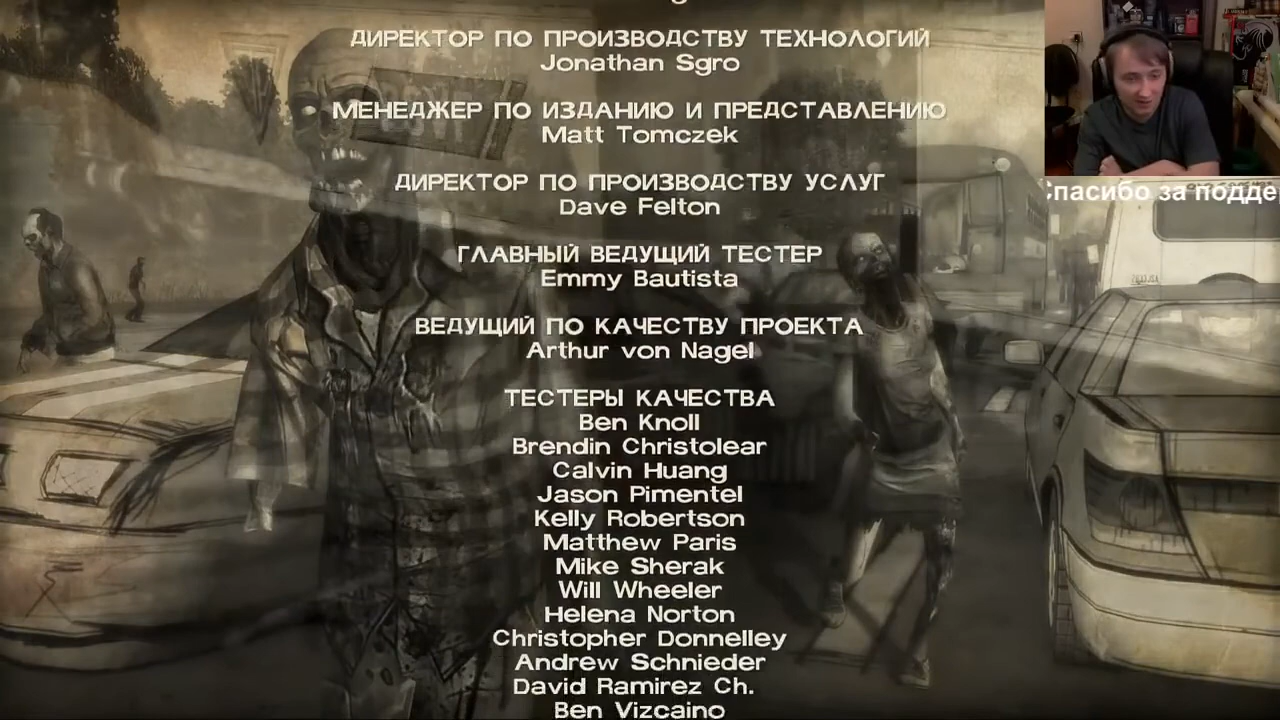 ДИРЕКТОР ПО ПРОИЗВОДСТВУ ТЕХНОЛОГИЙ
Jonathan Sgro
МЕНЕДЖЕР ПО ИЗДАНИЮ И ПРЕДСТАВЛЕНИЮ
Matt Tomczek
ДИРЕКТОР ПО ПРОИЗВОДСТВУ УСЛУГ
Dave Felton
Спасибо за подде
ГЛАВНЫЙ ВЕДУЩИЙ ТЕСТЕР
Emmy Bautista
ВЕДУЩИЙ ПО КАЧЕСТВУ ПРОЕКТА
Arthur von Nagel
ТЕСТЕРЫ КАЧЕСТВА
Ben Knoll
Brendin Christolear
Calvin Huang
Jason Pimentel
Kelly Robertson
Matthew Paris
Mike Sherak
Will Wheeler
Helena Norton
Christopher Donnelley
Andrew Schnieder
David Ramirez Ch.
Ben Vizcaino